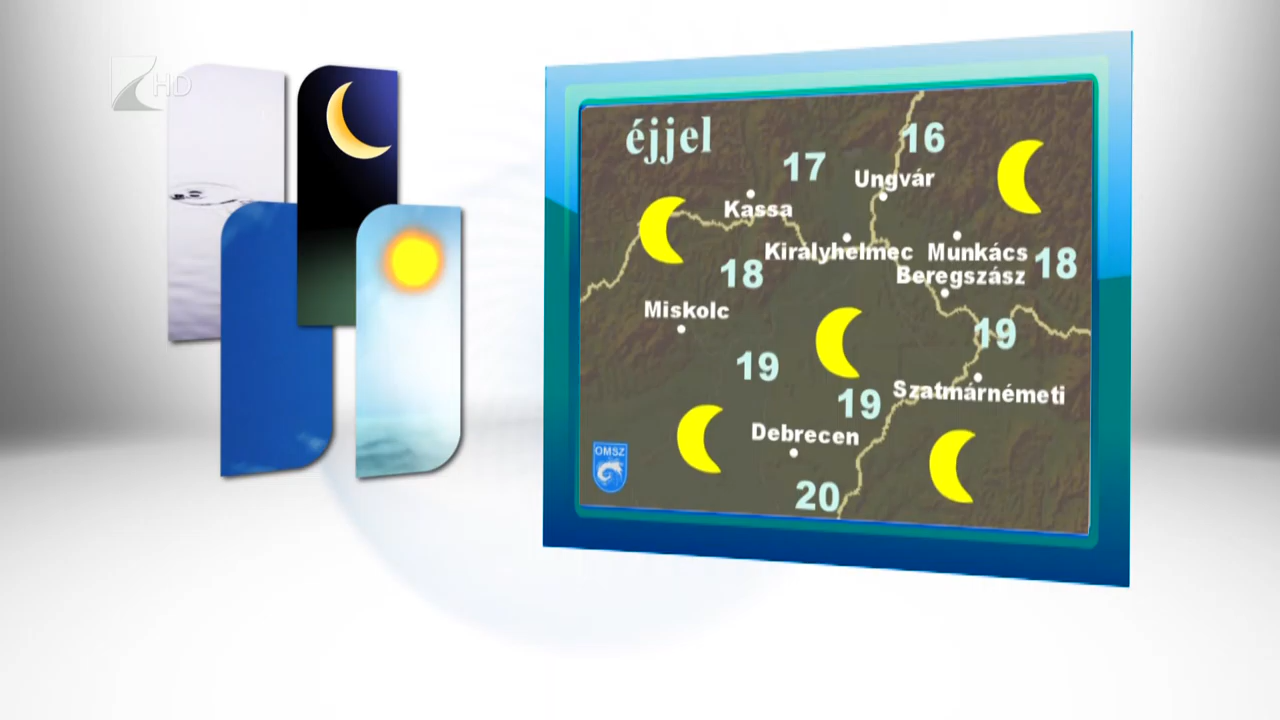 HD
éjjel
16
17
Ungvár
Kassa
Királyhelmec
Munkács
18
Beregszász
18
Miskolc
19
19
Szatmárnémeti
19
Debrecen
OMSZ
20